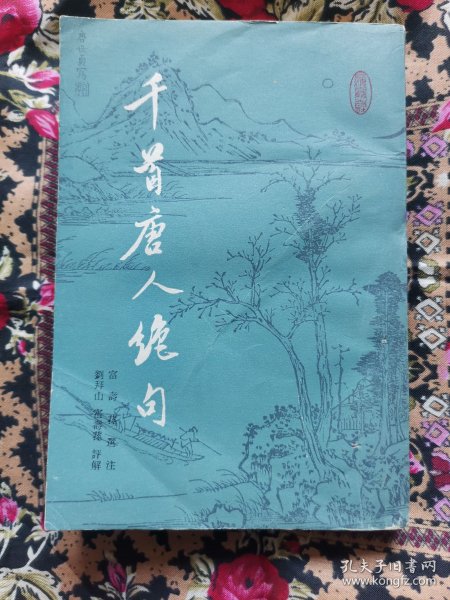 千首唐人绝句
富壽蓀選注
劉拜山 富壽蓀 評解
孔夫子旧书网
www.kongfz.com